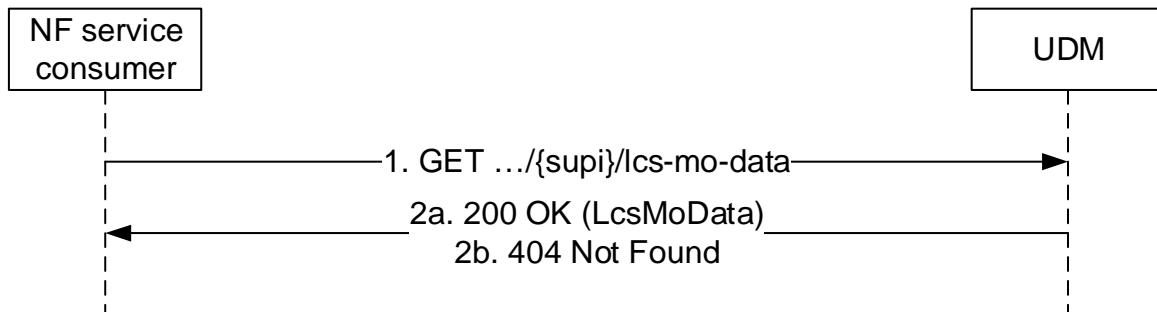 NF service
consumer
UDM
1. GET …/{supi}/lcs-mo-data
2a. 200 OK (LcsMoData)
2b. 404 Not Found